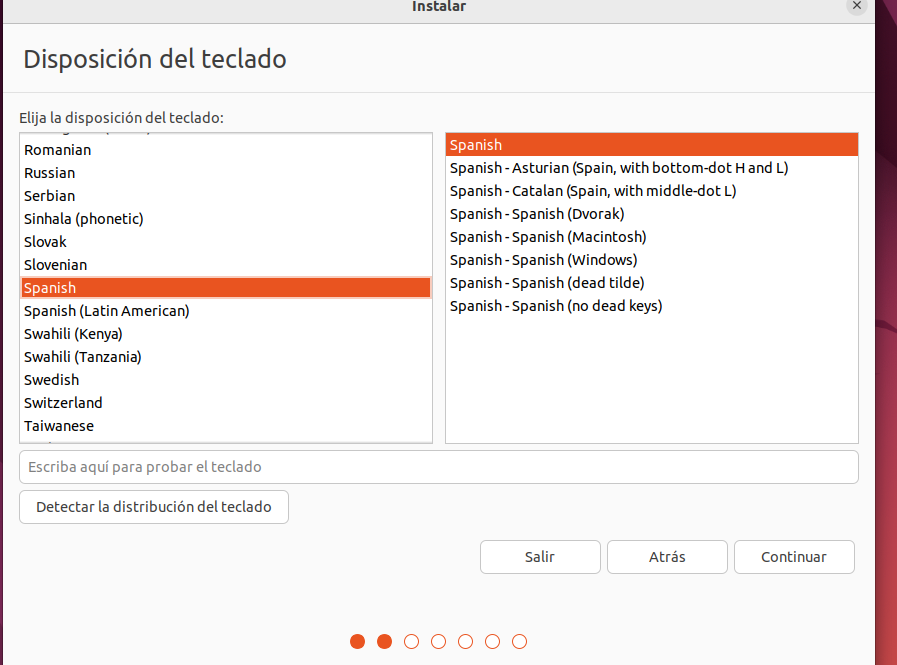 Instalar
Disposición del teclado
Elija la disposición del teclado:
Romanian
Russian
Serbian
Sinhala (phonetic)
Slovak
Slovenian
Spanish
Spanish (Latin American)
Swahili (Kenya)
Swahili (Tanzania)
Swedish
Switzerland
Taiwanese
Spanish
Spanish - Asturian (Spain, with bottom-dot H and L)
Spanish - Catalan (Spain, with middle-dot L)
Spanish - Spanish (Dvorak)
Spanish - Spanish (Macintosh)
Spanish - Spanish (Windows)
Spanish - Spanish (dead tilde)
Spanish - Spanish (no dead keys)
Escriba aquí para probar el teclado
Detectar la distribución del teclado
Salir
Atrás
Continuar